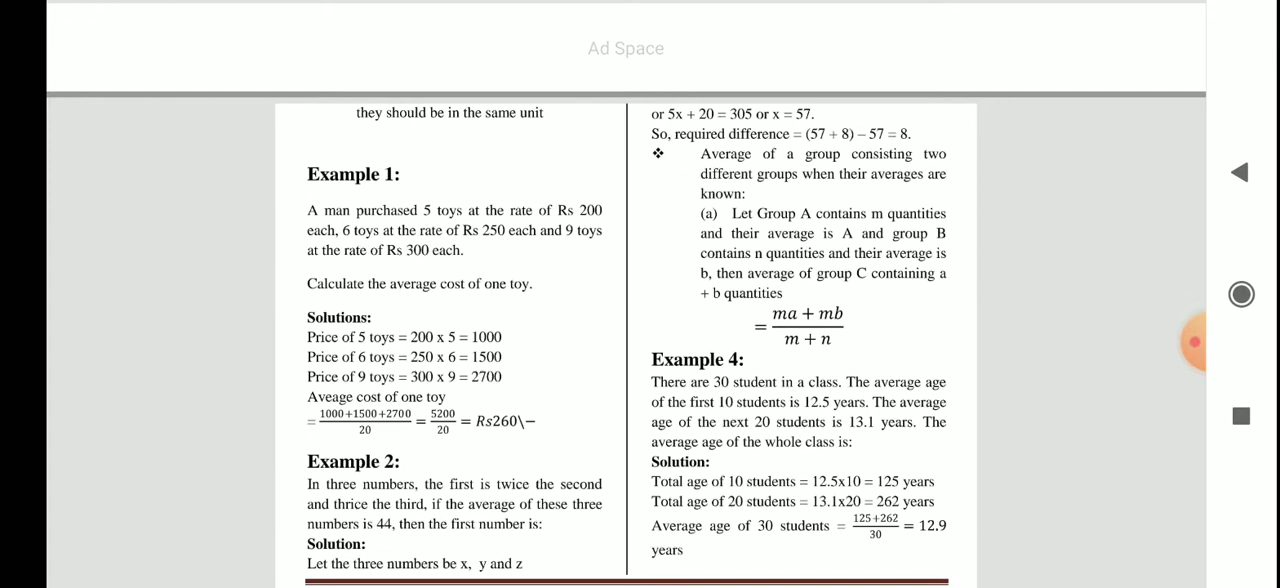 Ad Space
they should be in the same unit
Example 1:
A man purchased 5 toys at the rate of Rs 200
each, 6 toys at the rate of Rs 250 each and 9 toys
at the rate of Rs 300 each.
Calculate the average cost of one toy.
Solutions:
Price of 5 toys = 200 x 5 = 1000
Price of 6 toys = 250 x 6 = 1500
Price of 9 toys = 300 x 9 = 2700
Aveage cost of one toy
= 1000+1500+2700/20 = 5200/20 = Rs260\−
Example 2:
In three numbers, the first is twice the second
and thrice the third, if the average of these three
numbers is 44, then the first number is:
Solution:
Let the three numbers be x, y and z
or 5x + 20 = 305 or x = 57.
So, required difference = (57 + 8) – 57 = 8.
❖ Average of a group consisting two
different groups when their averages are
known:
(a) Let Group A contains m quantities
and their average is A and group B
contains n quantities and their average is
b, then average of group C containing a
+ b quantities
= ma + mb / m + n
Example 4:
There are 30 student in a class. The average age
of the first 10 students is 12.5 years. The average
age of the next 20 students is 13.1 years. The
average age of the whole class is:
Solution:
Total age of 10 students = 12.5x10 = 125 years
Total age of 20 students = 13.1x20 = 262 years
Average age of 30 students = 125+262/30 = 12.9
years